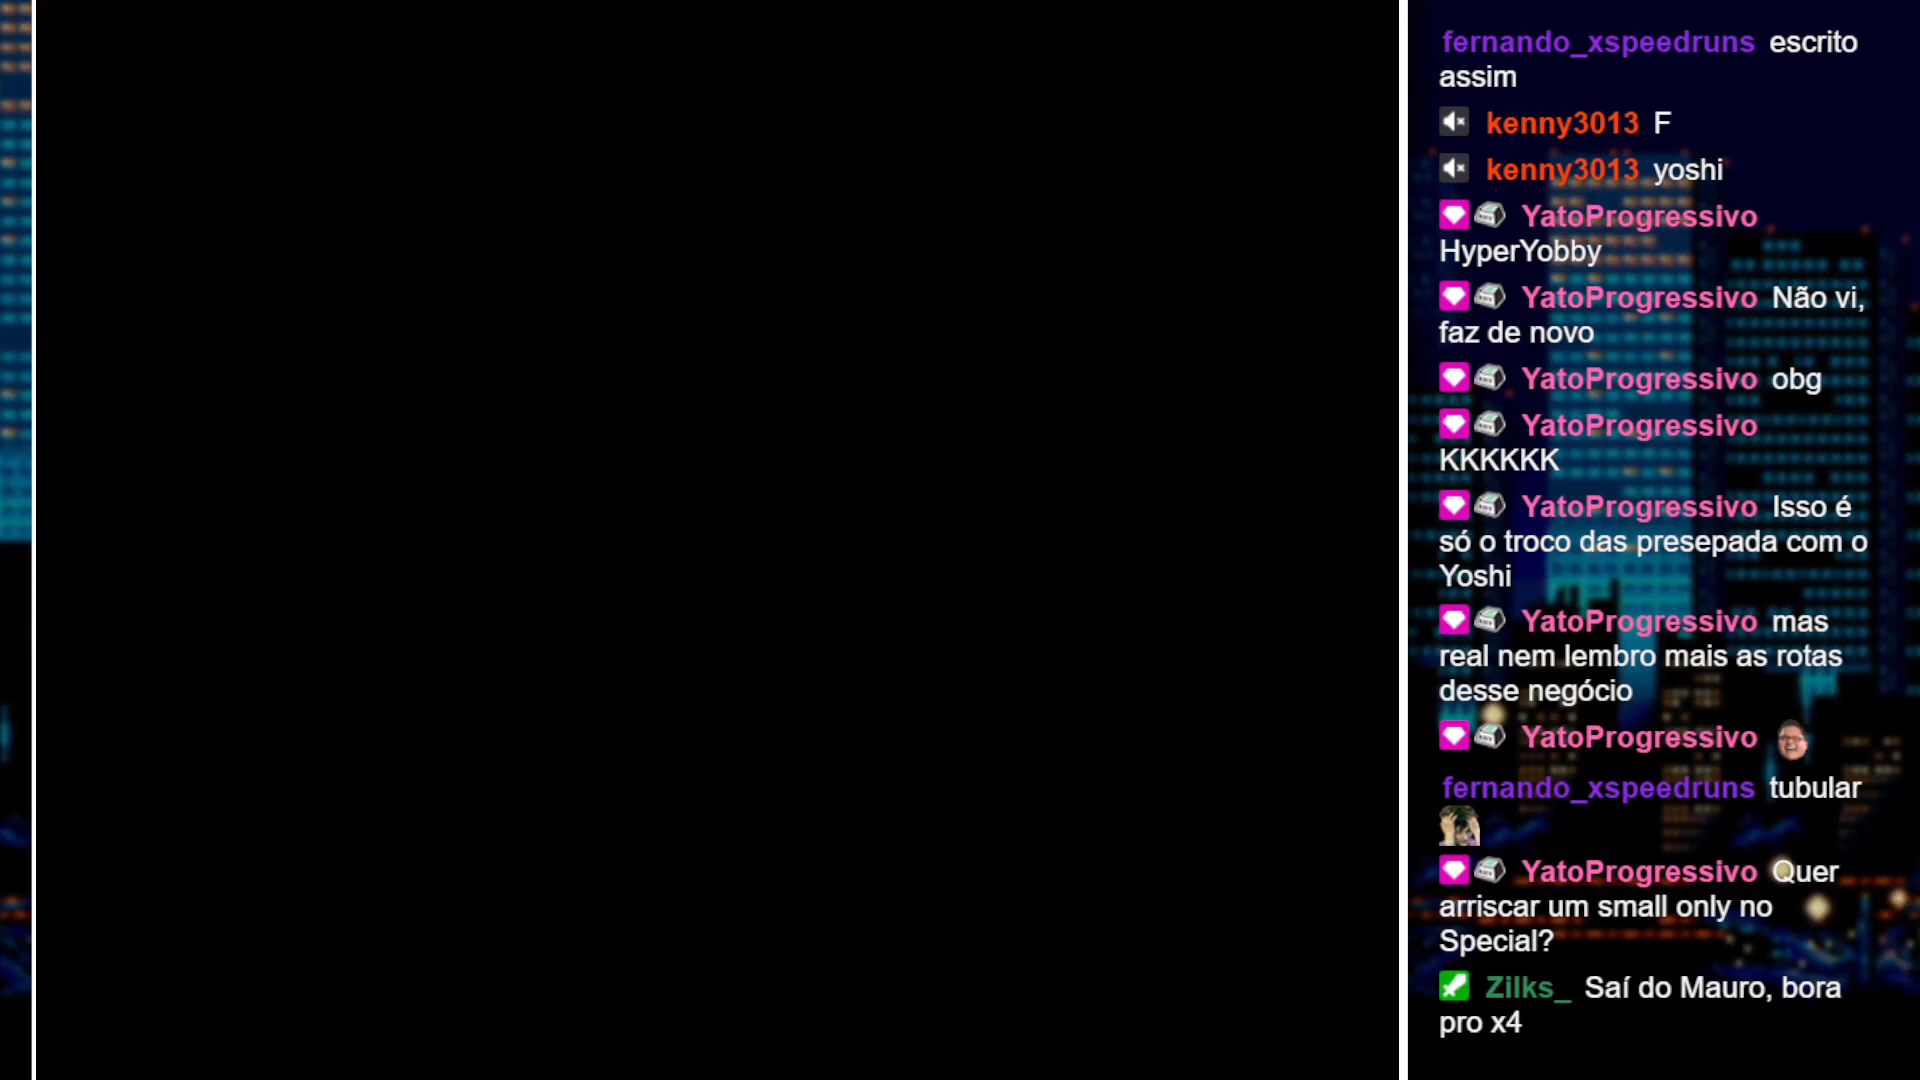 fernando_xspeedruns escrito
assim
kenny3013 F
kenny3013 yoshi
YatoProgressivo
HyperYobby
YatoProgressivo Não vi,
faz de novo
YatoProgressivo obg
YatoProgressivo
KKKKKK
YatoProgressivo Isso é
só o troco das presepada com o
Yoshi
YatoProgressivo mas
real nem lembro mais as rotas
desse negócio
YatoProgressivo
fernando_xspeedruns tubular
YatoProgressivo Quer
arriscar um small only no
Special?
Zilks_ Saí do Mauro, bora
pro x4